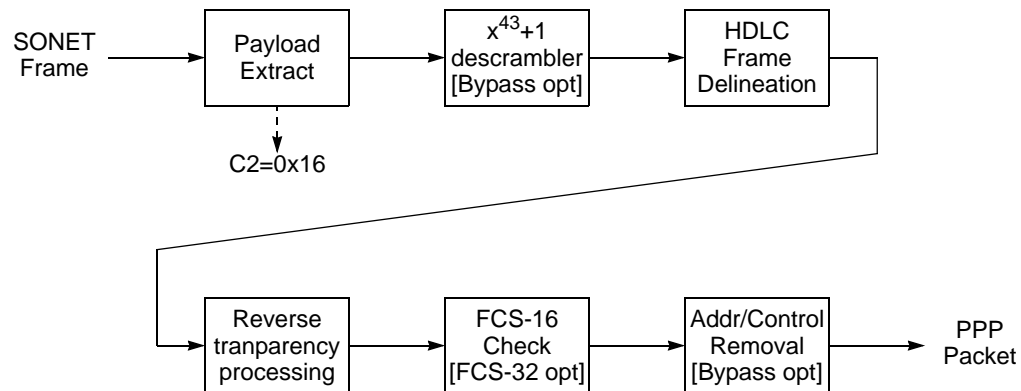 SONET
Frame
Payload
Extract
x^43+1
descrambler
[Bypass opt]
HDLC
Frame
Delineation
C2=0x16
Reverse
tranparency
processing
FCS-16
Check
[FCS-32 opt]
Addr/Control
Removal
[Bypass opt]
PPP
Packet